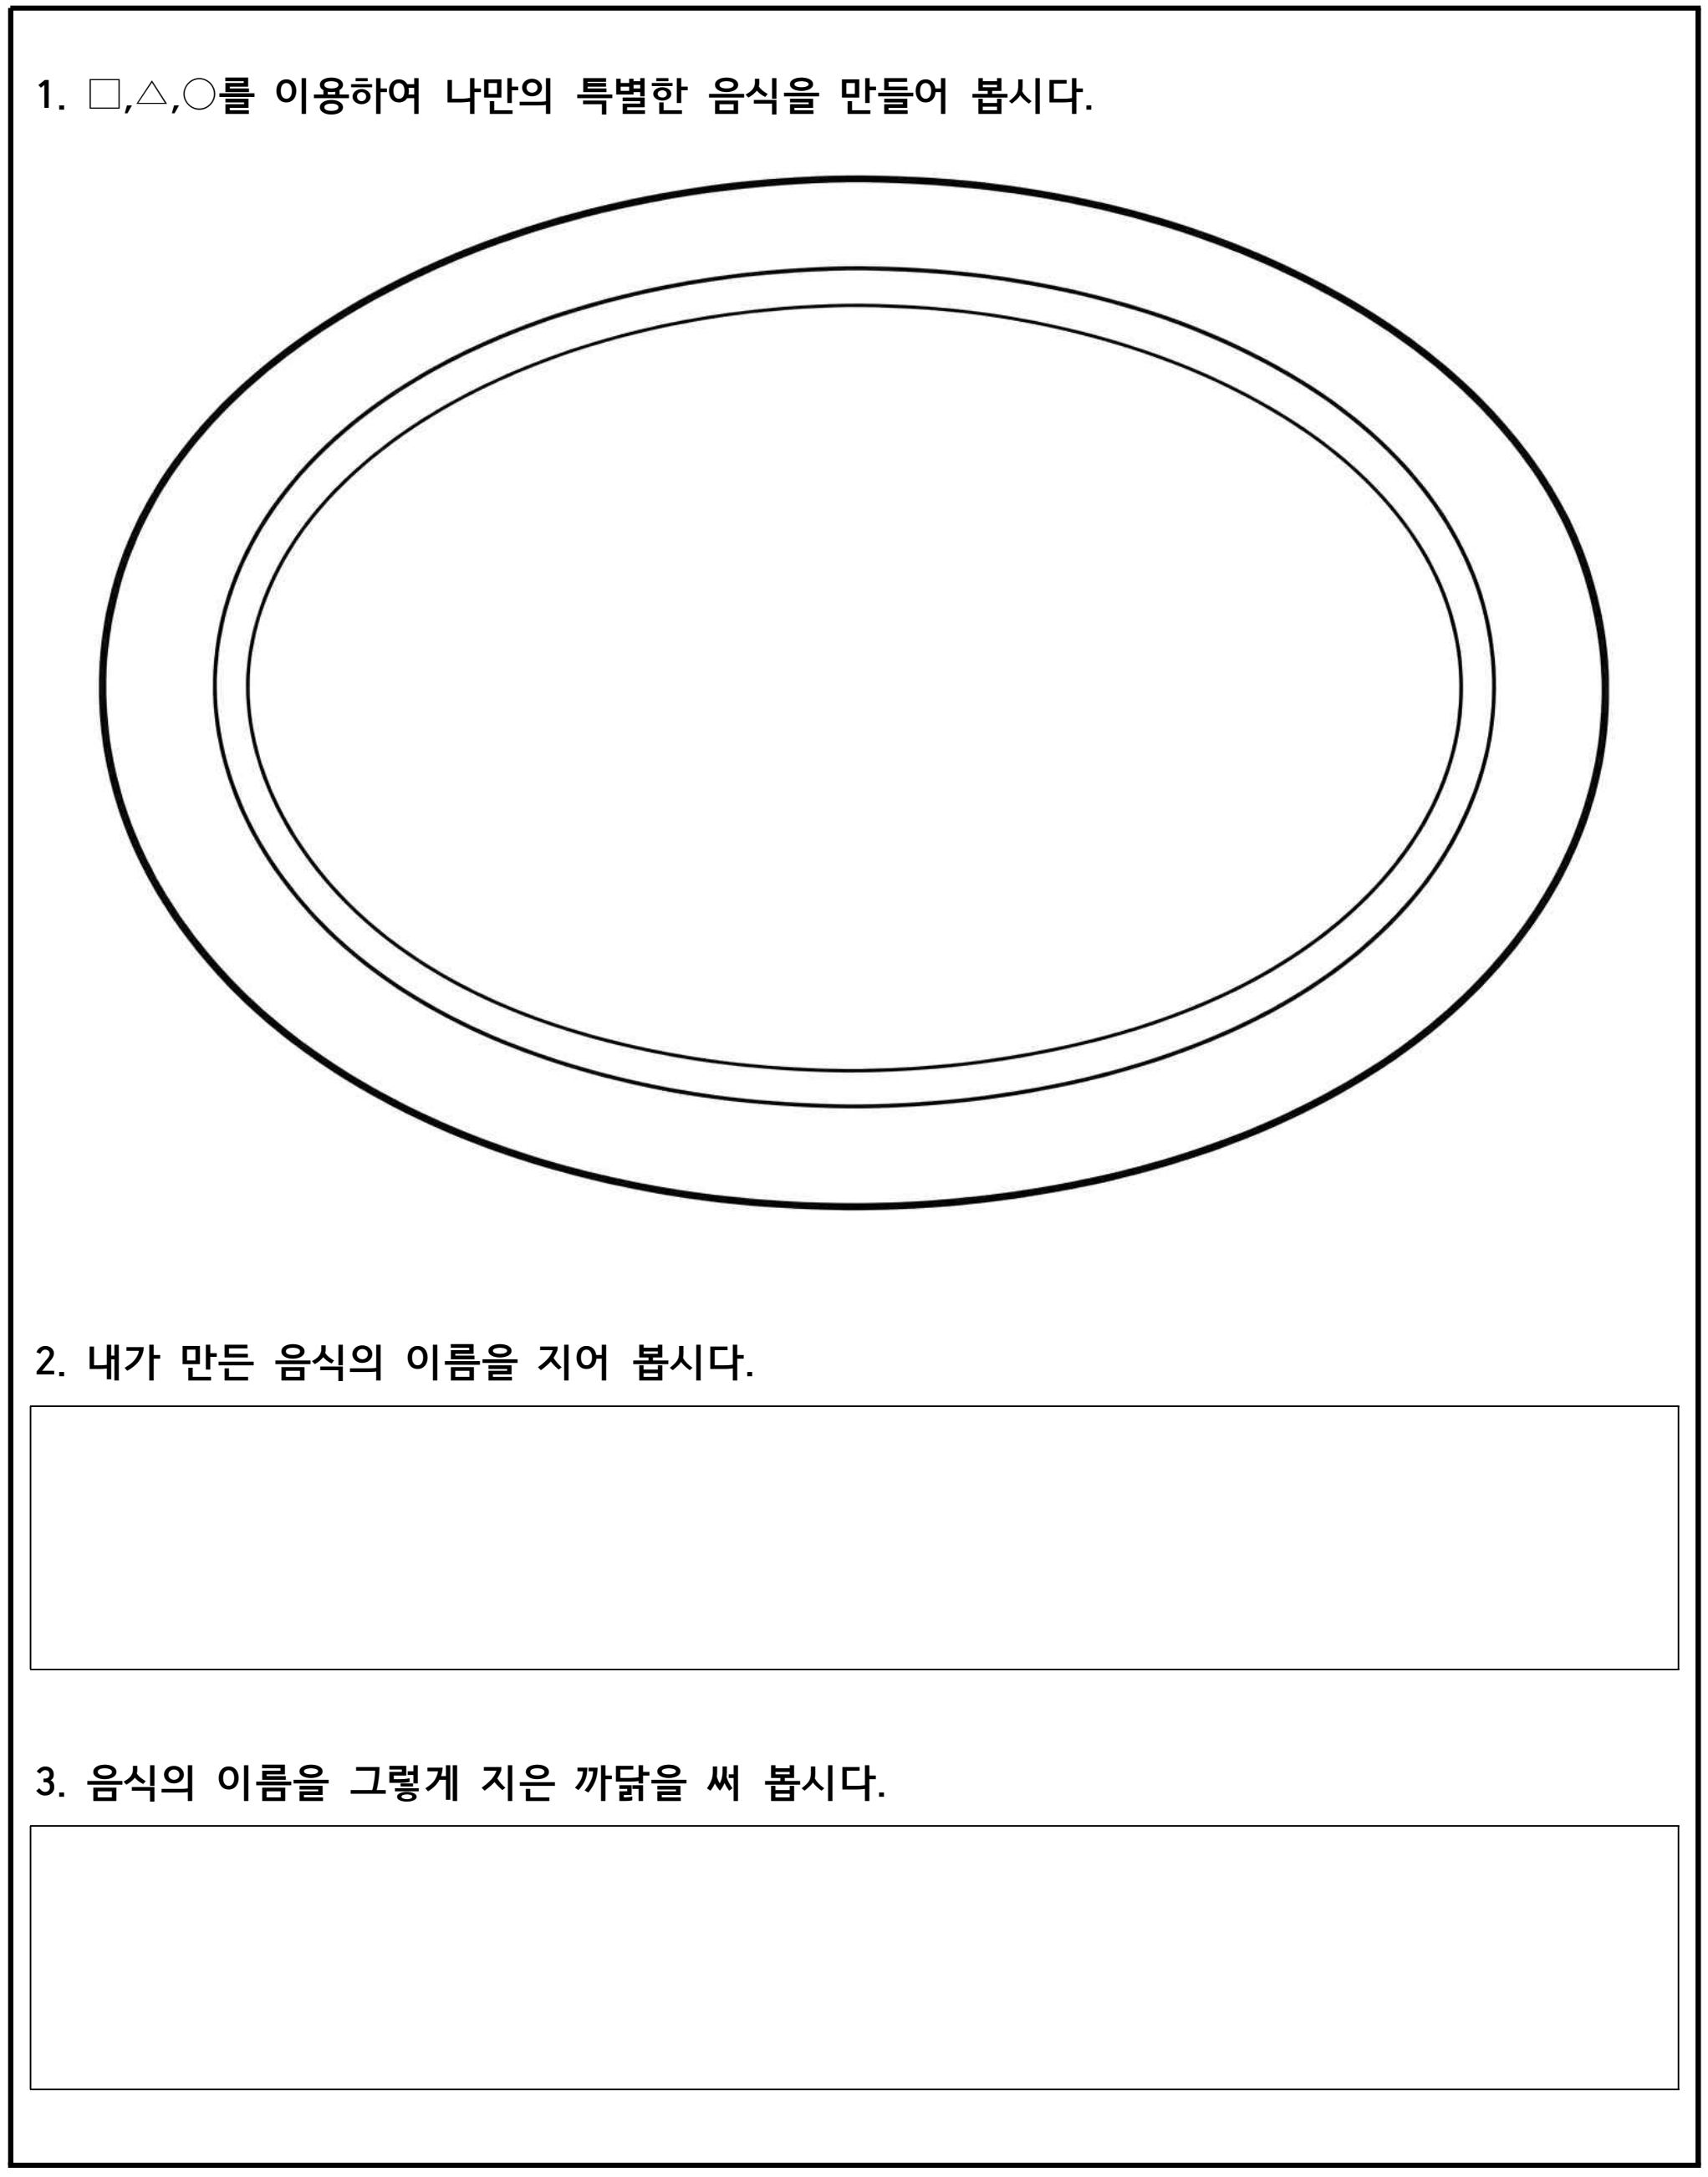 1. □,△,○를 이용하여 나만의 특별한 음식을 만들어 봅시다.
2. 내가 만든 음식의 이름을 지어 봅시다.
3. 음식의 이름을 그렇게 지은 까닭을 써 봅시다.